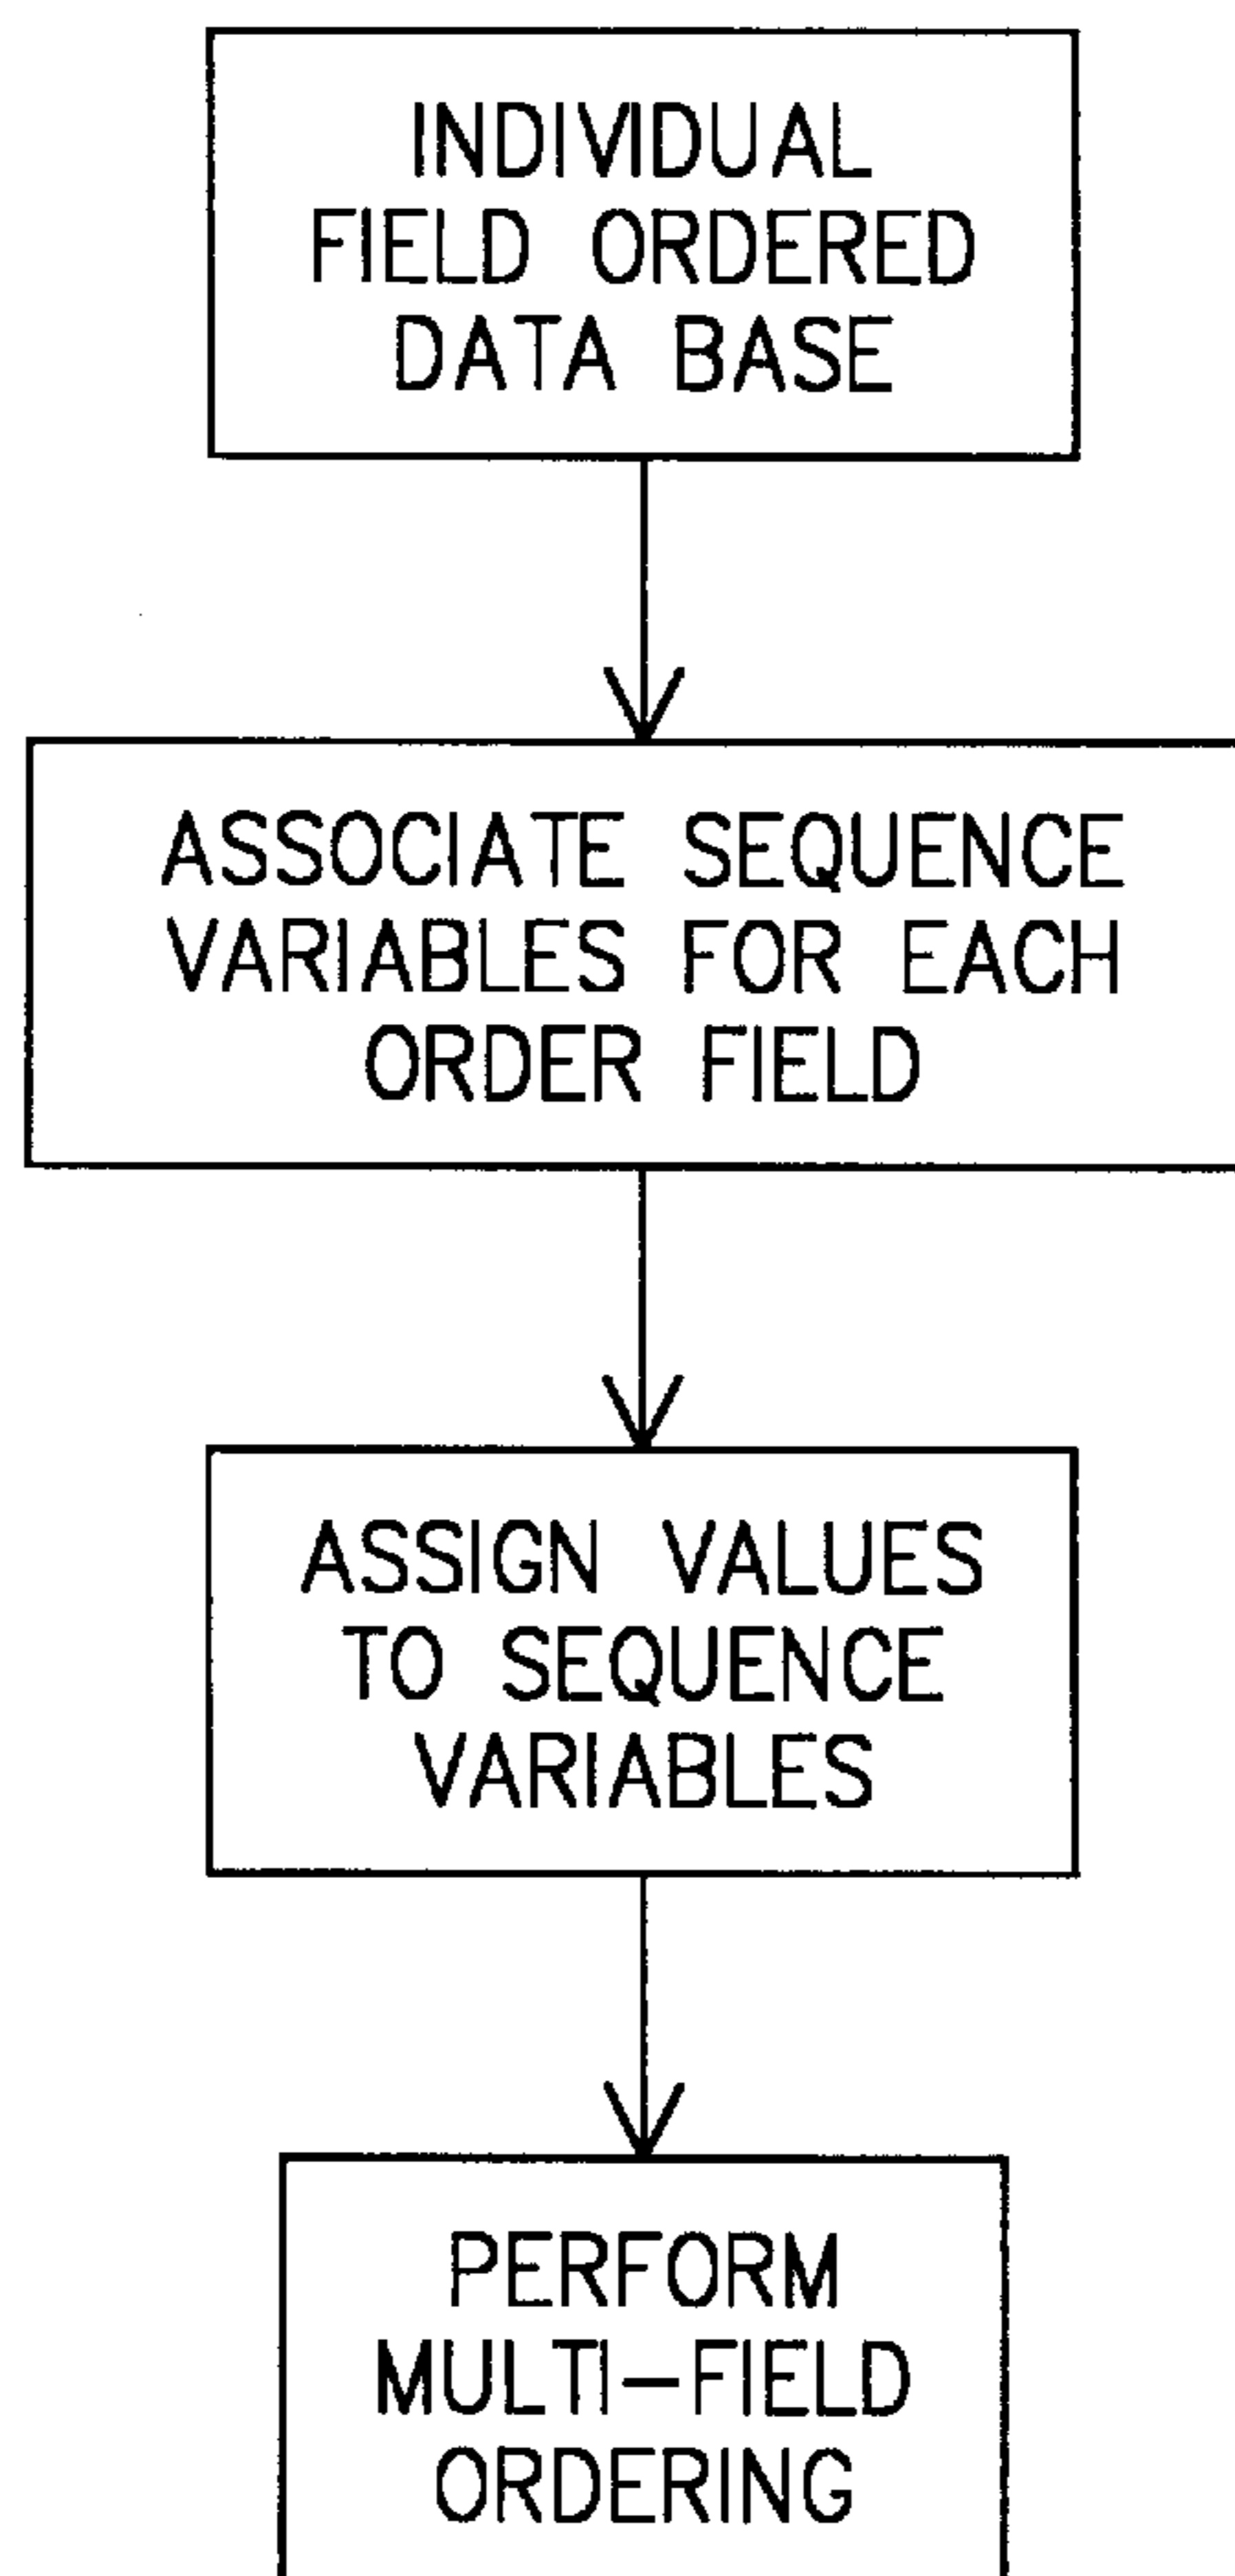 INDIVIDUAL
FIELD ORDERED
DATA BASE
ASSOCIATE SEQUENCE
VARIABLES FOR EACH
ORDER FIELD
ASSIGN VALUES
TO SEQUENCE
VARIABLES
PERFORM
MULTI-FIELD
ORDERING